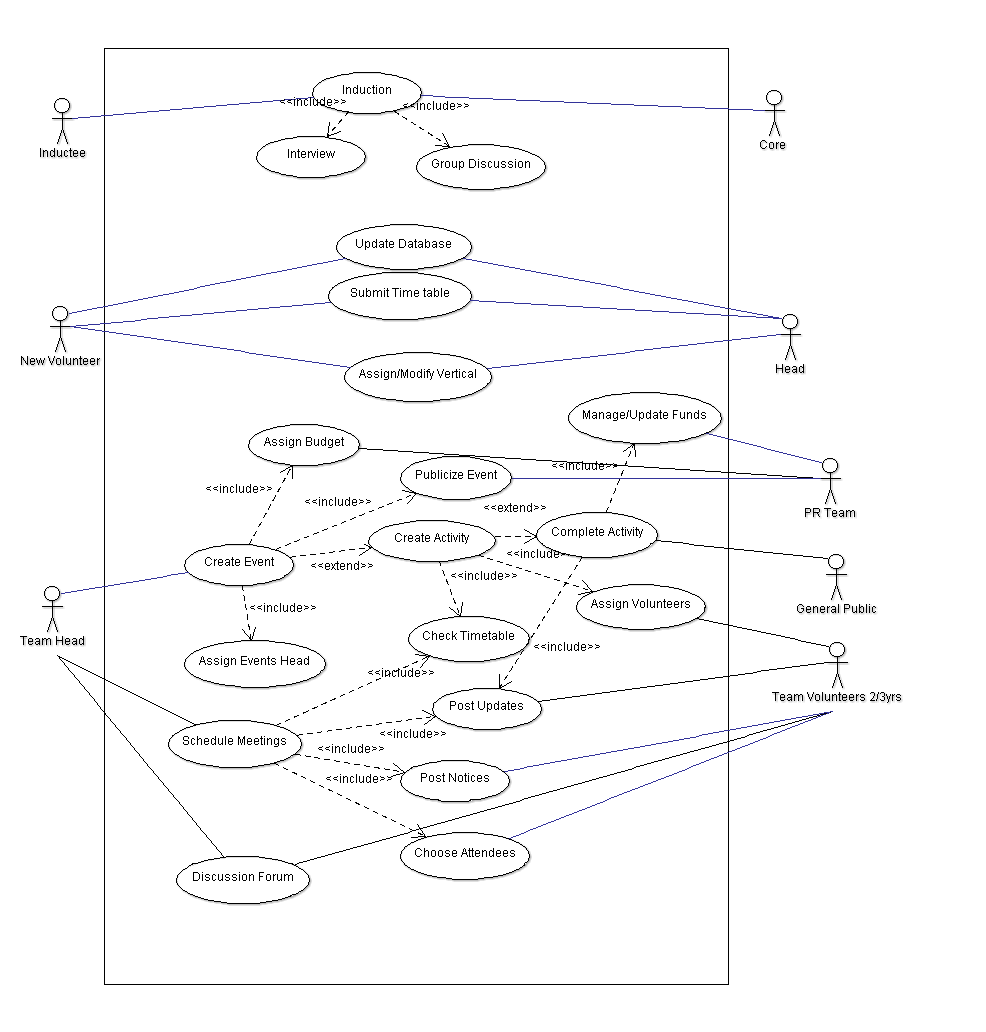 Induction
<<include>>
<<include>>
Inductee
Core
Interview
Group Discussion
Update Database
Submit Time table
New Volunteer
Head
Assign/Modify Vertical
Manage/Update Funds
Assign Budget
<<include>>
Publicize Event
<<include>>
<<include>>
<<extend>>
PR Team
Create Activity
Complete Activity
<<include>>
Create Event
<<extend>>
<<include>>
<<include>>
Assign Volunteers
General Public
Team Head
Check Timetable
<<include>>
Assign Events Head
<<include>>
Team Volunteers 2/3yrs
Post Updates
Schedule Meetings
<<include>>
<<include>>
<<include>>
Post Notices
Choose Attendees
Discussion Forum